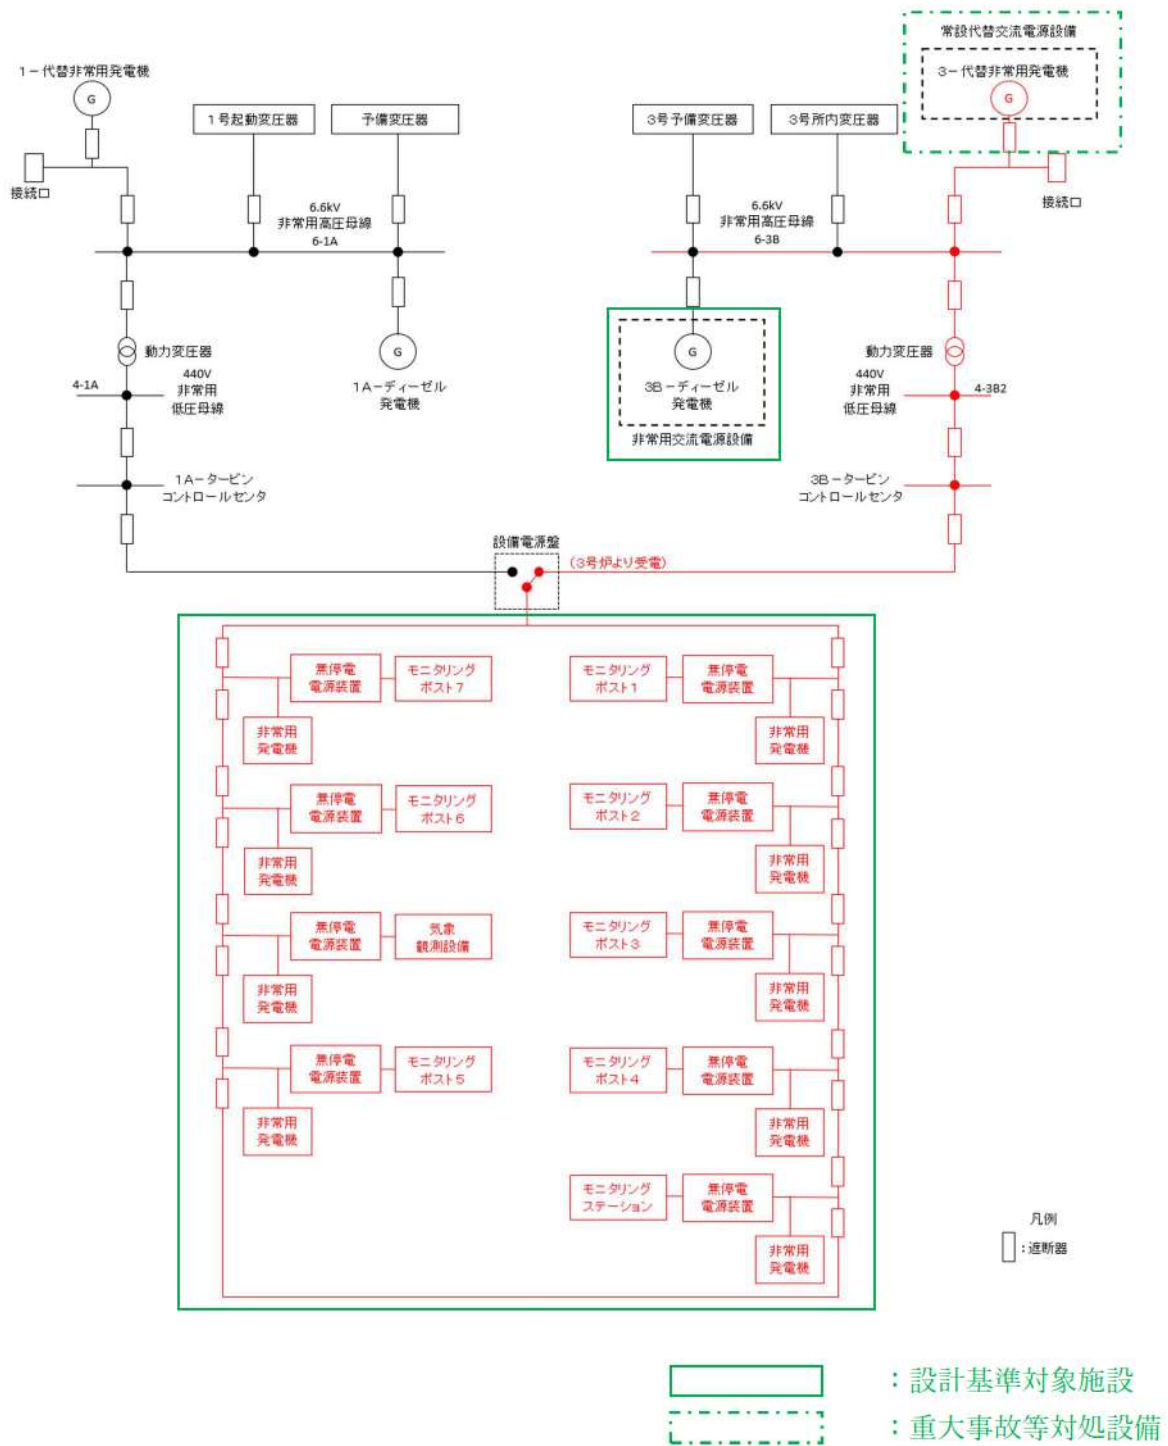 常設代替交流電源設備
1－代替非常用発電機
G
3－代替非常用発電機
G
1号起動変圧器
予備変圧器
3号予備変圧器
3号所内変圧器
接続口
接続口
6.6kV
非常用高圧母線
6-1A
6.6kV
非常用高圧母線
6-3B
動力変圧器
G
1A－ディーゼル
発電機
G
3B－ディーゼル
発電機
非常用交流電源設備
動力変圧器
4-1A
440V
非常用
低圧母線
440V
非常用
低圧母線
4-3B2
1A－タービン
コントロールセンタ
3B－タービン
コントロールセンタ
設備電源盤
(3号炉より受電)
無停電
電源装置
モニタリング
ポスト7
モニタリング
ポスト1
無停電
電源装置
非常用
発電機
非常用
発電機
無停電
電源装置
モニタリング
ポスト6
モニタリング
ポスト2
無停電
電源装置
非常用
発電機
非常用
発電機
無停電
電源装置
気象
観測設備
モニタリング
ポスト3
無停電
電源装置
非常用
発電機
非常用
発電機
無停電
電源装置
モニタリング
ポスト5
モニタリング
ポスト4
無停電
電源装置
非常用
発電機
非常用
発電機
モニタリング
ステーション
無停電
電源装置
非常用
発電機
凡例
：遮断器
：設計基準対象施設
：重大事故等対処設備